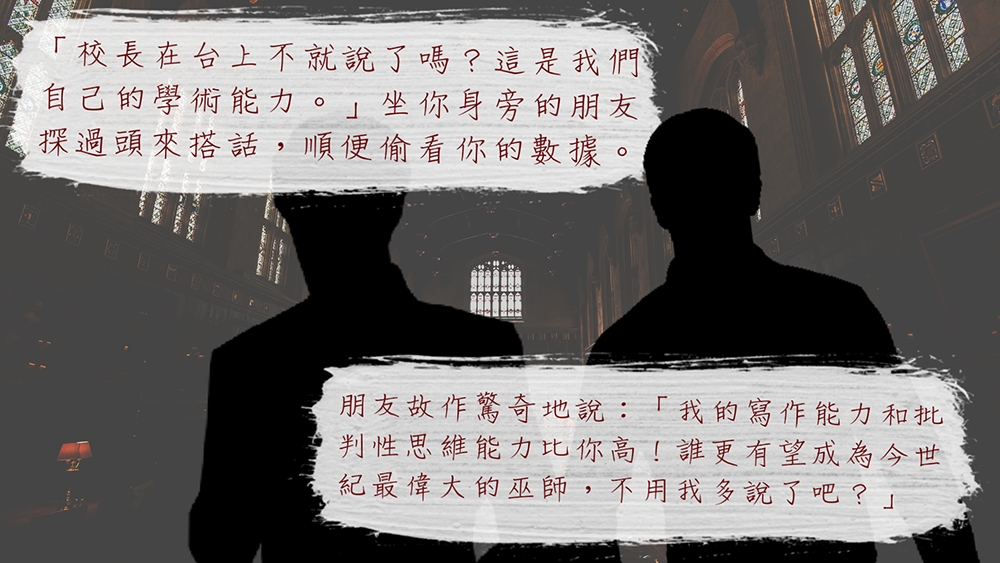 「校長在台上不就說了嗎？這是我們
自己的學術能力。」坐你身旁的朋友
探過頭來搭話，順便偷看你的數據。
朋友故作驚奇地說：「我的寫作能力和批
判性思維能力比你高！誰更有望成為今世
紀最偉大的巫師，不用我多說了吧？」